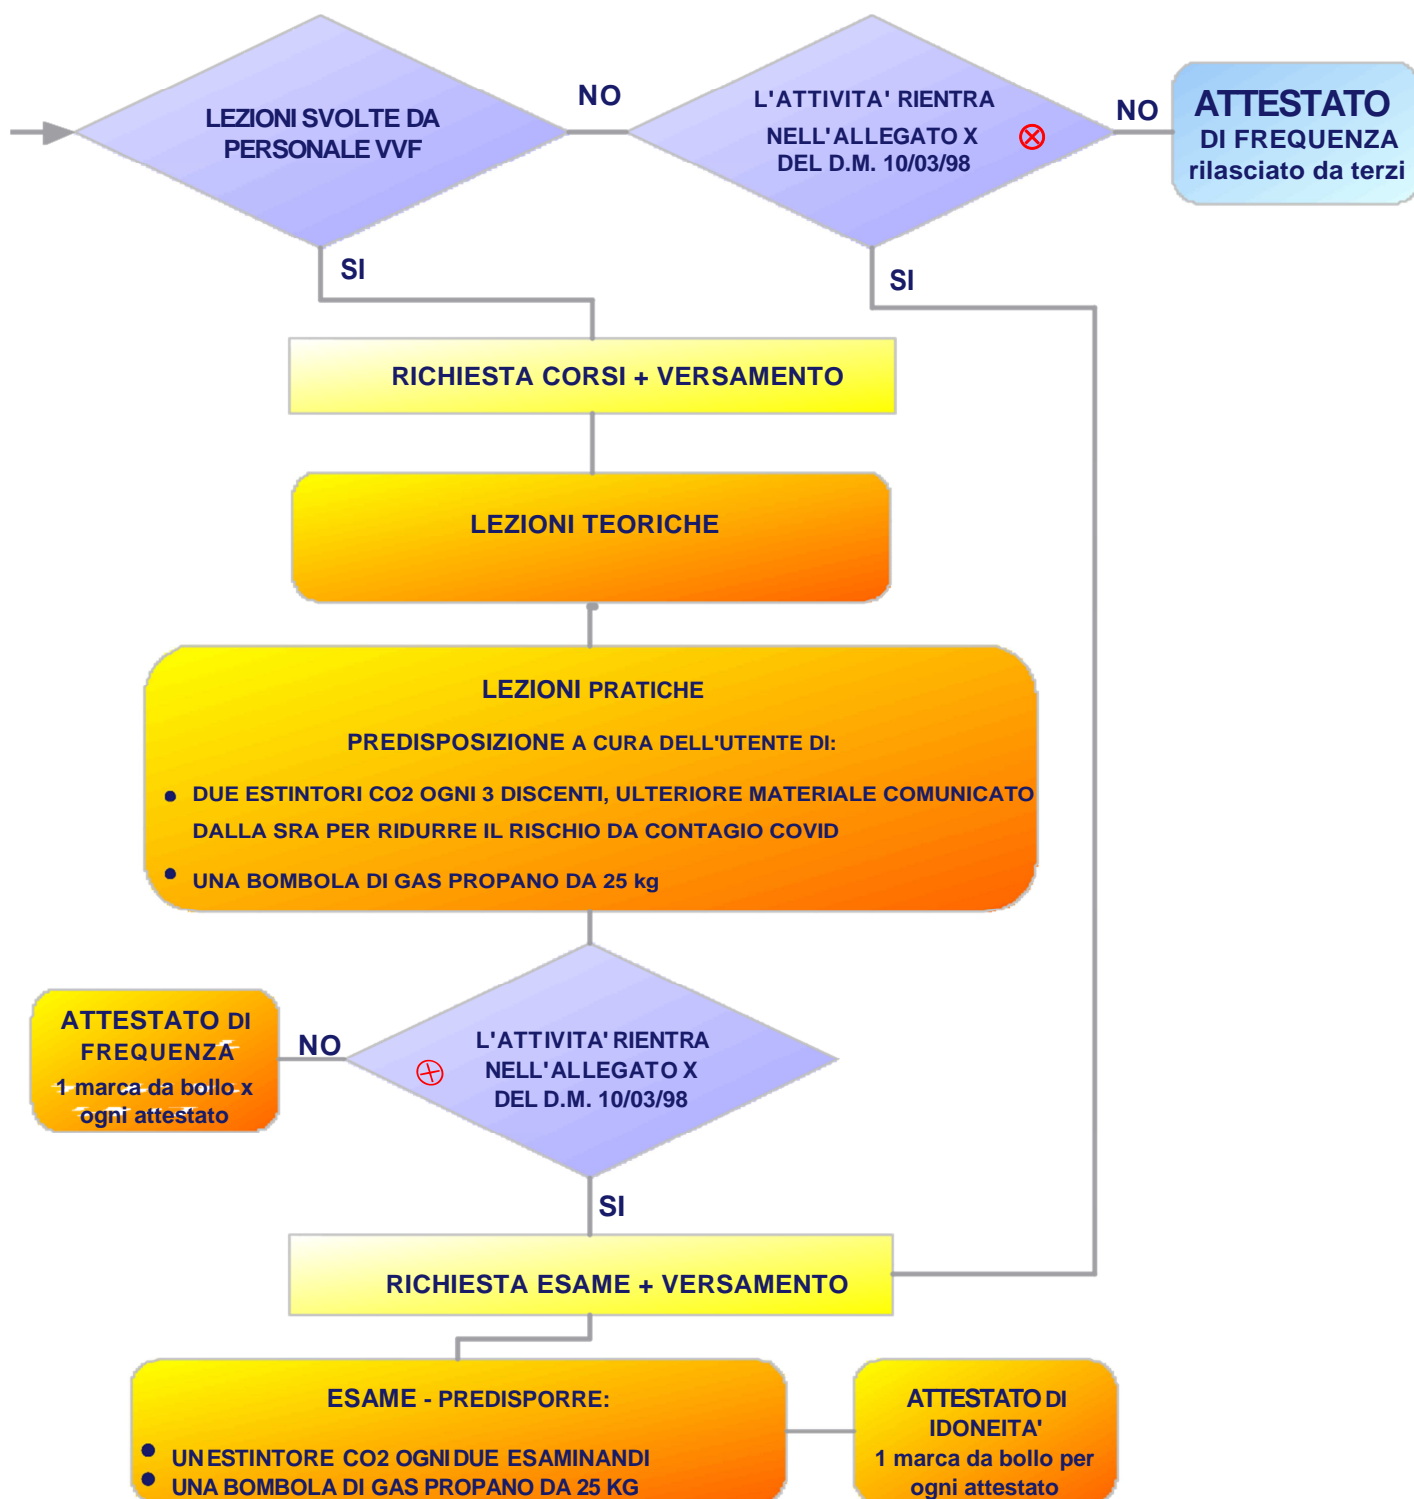 LEZIONI SVOLTE DA
PERSONALE VVF
NO
L'ATTIVITA' RIENTRA
NELL'ALLEGATO X
DEL D.M. 10/03/98
NO
ATTESTATO
DI FREQUENZA
rilasciato da terzi
SI
SI
RICHIESTA CORSI + VERSAMENTO
LEZIONI TEORICHE
LEZIONI PRATICHE
PREDISPOSIZIONE A CURA DELL'UTENTE DI:
• DUE ESTINTORI CO2 OGNI 3 DISCENTI, ULTERIORE MATERIALE COMUNICATO
DALLA SRA PER RIDURRE IL RISCHIO DA CONTAGIO COVID
• UNA BOMBOLA DI GAS PROPANO DA 25 kg
ATTESTATO DI
FREQUENZA
1 marca da bollo x
ogni attestato
NO
L'ATTIVITA' RIENTRA
NELL'ALLEGATO X
DEL D.M. 10/03/98
SI
RICHIESTA ESAME + VERSAMENTO
ESAME - PREDISPORRE:
• UN ESTINTORE CO2 OGNI DUE ESAMINANDI
• UNA BOMBOLA DI GAS PROPANO DA 25 KG
ATTESTATO DI
IDONEITA'
1 marca da bollo per
ogni attestato